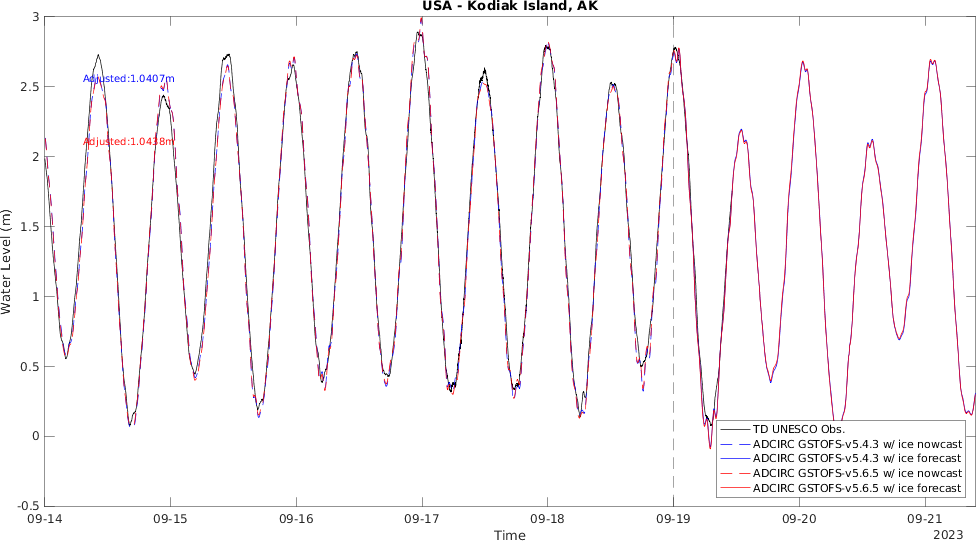 USA - Kodiak Island, AK
Water Level (m)
3
2.5
2
1.5
1
0.5
0
-0.5
Adjusted:1.0407m
Adjusted:1.0438m
TD UNESCO Obs.
ADCIRC GSTOFS-v5.4.3 w/ ice nowcast
ADCIRC GSTOFS-v5.4.3 w/ ice forecast
ADCIRC GSTOFS-v5.6.5 w/ ice nowcast
ADCIRC GSTOFS-v5.6.5 w/ ice forecast
09-14 09-15 09-16 09-17 09-18 09-19 09-20 09-21
Time
2023